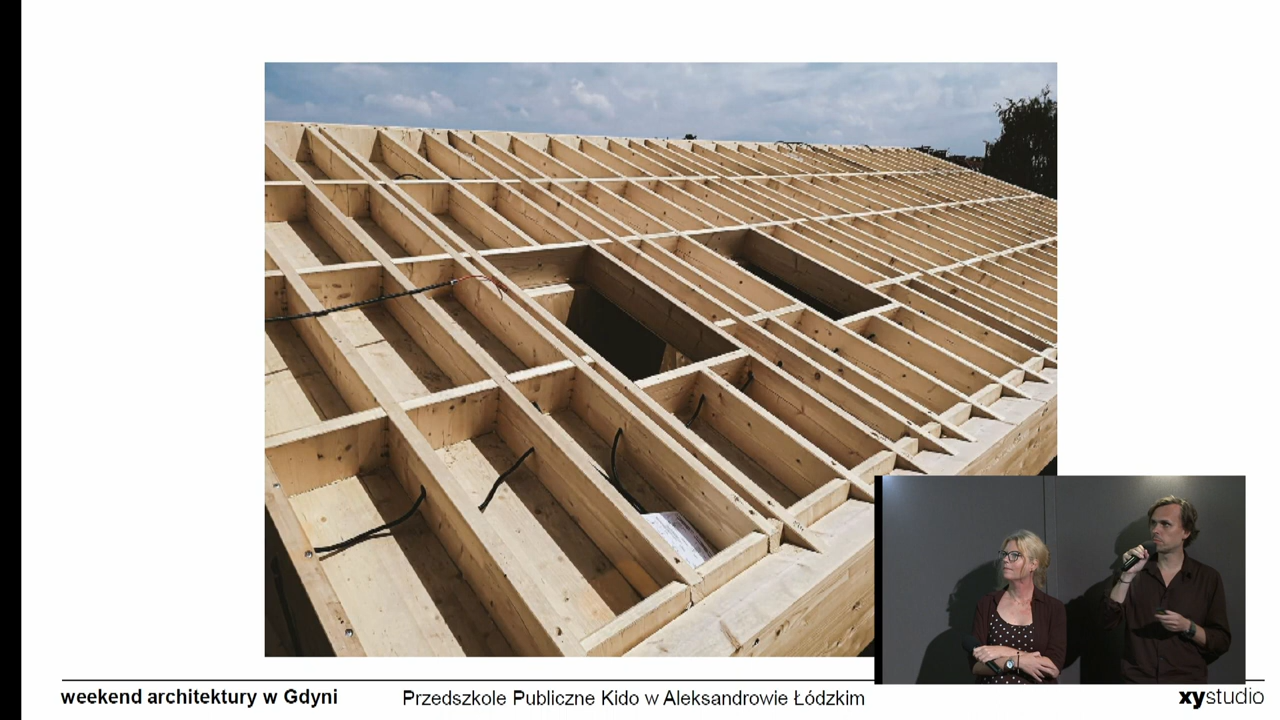 weekend architektury w Gdyni
Przedszkole Publiczne Kido w Aleksandrowie Łódzkim
xystudio